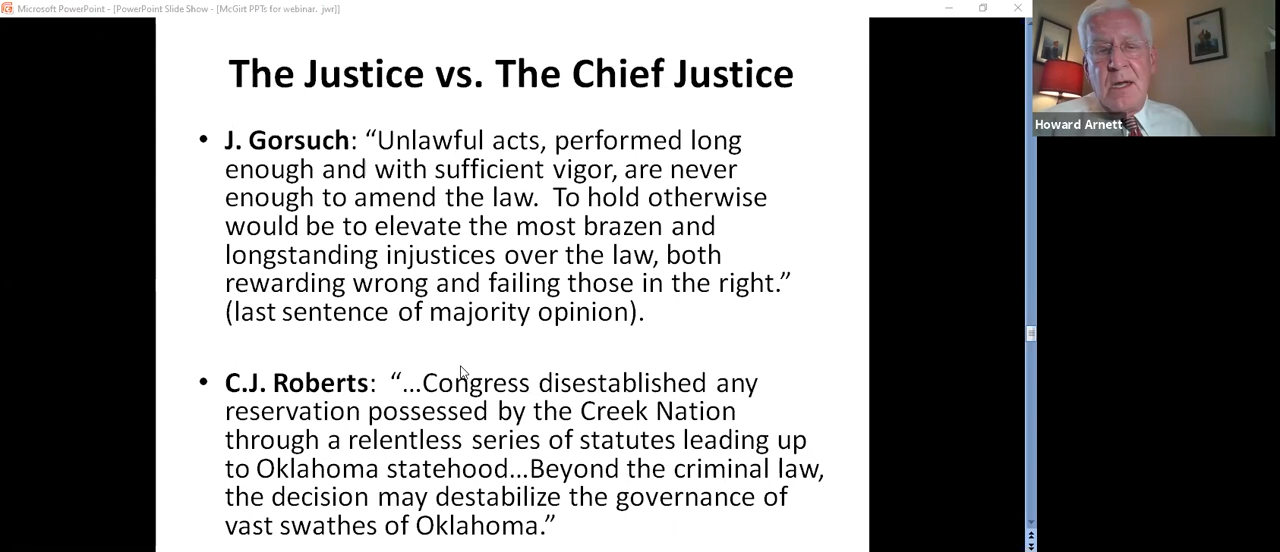 Microsoft PowerPoint - [PowerPoint Slide Show - [McGirt PPTs for webinar. jwr]]
The Justice vs. The Chief Justice
• J. Gorsuch: “Unlawful acts, performed long
enough and with sufficient vigor, are never
enough to amend the law. To hold otherwise
would be to elevate the most brazen and
longstanding injustices over the law, both
rewarding wrong and failing those in the right.”
(last sentence of majority opinion).
• C.J. Roberts: “…Congress disestablished any
reservation possessed by the Creek Nation
through a relentless series of statutes leading up
to Oklahoma statehood…Beyond the criminal law,
the decision may destabilize the governance of
vast swathes of Oklahoma.”
Howard Arnett